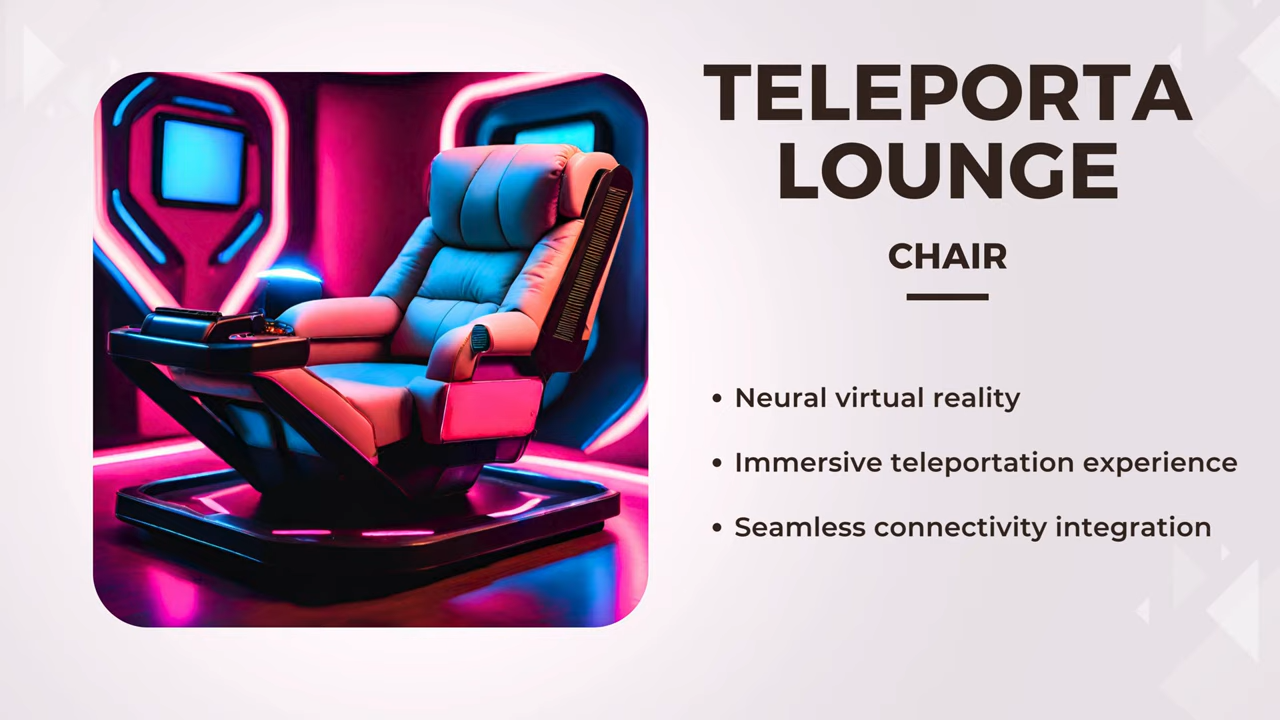 TELEPORTA
LOUNGE
CHAIR
• Neural virtual reality
• Immersive teleportation experience
• Seamless connectivity integration